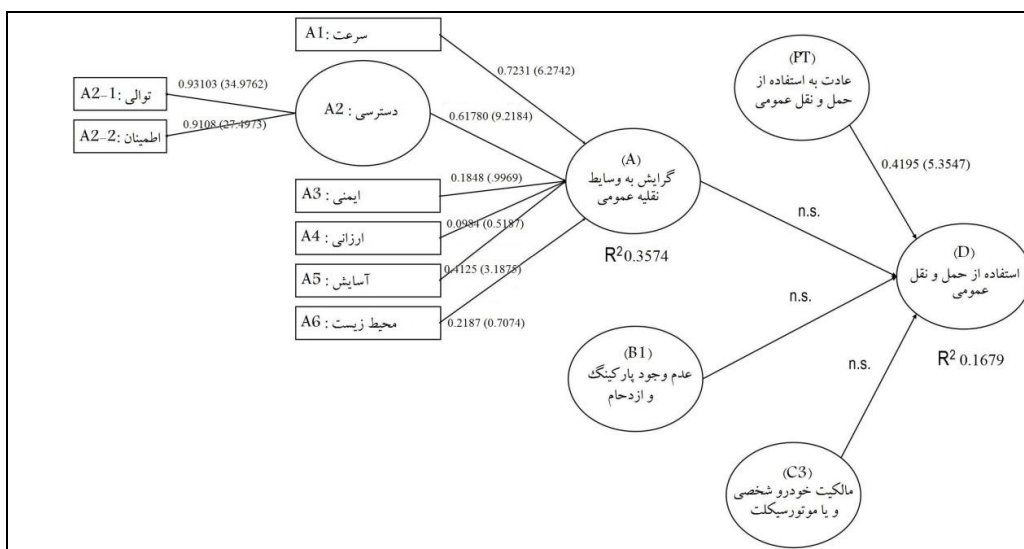 A1: سرعت
0.7231 (6.2742)
0.93103 (34.9762)
A2-1: توالی
0.9108 (27.4973)
A2-2: اطمینان
A2: دسترسی
0.61780 (9.2184)
A3: ایمنی
0.1848 (.9969)
A4: ارزانی
0.0984 (0.5187)
A5: آسایش
0.4125 (3.1875)
A6: محیط زیست
0.2187 (0.7074)
(A)
گرایش به وسایط
نقلیه عمومی
R² 0.3574
(PT)
عادت به استفاده از
حمل و نقل عمومی
0.4195 (5.3547)
n.s.
n.s.
n.s.
(D)
استفاده از حمل و نقل
عمومی
R² 0.1679
(B1)
عدم وجود پارکینگ
و ازدحام
(C3)
مالکیت خودرو شخصی
و یا موتورسیکلت